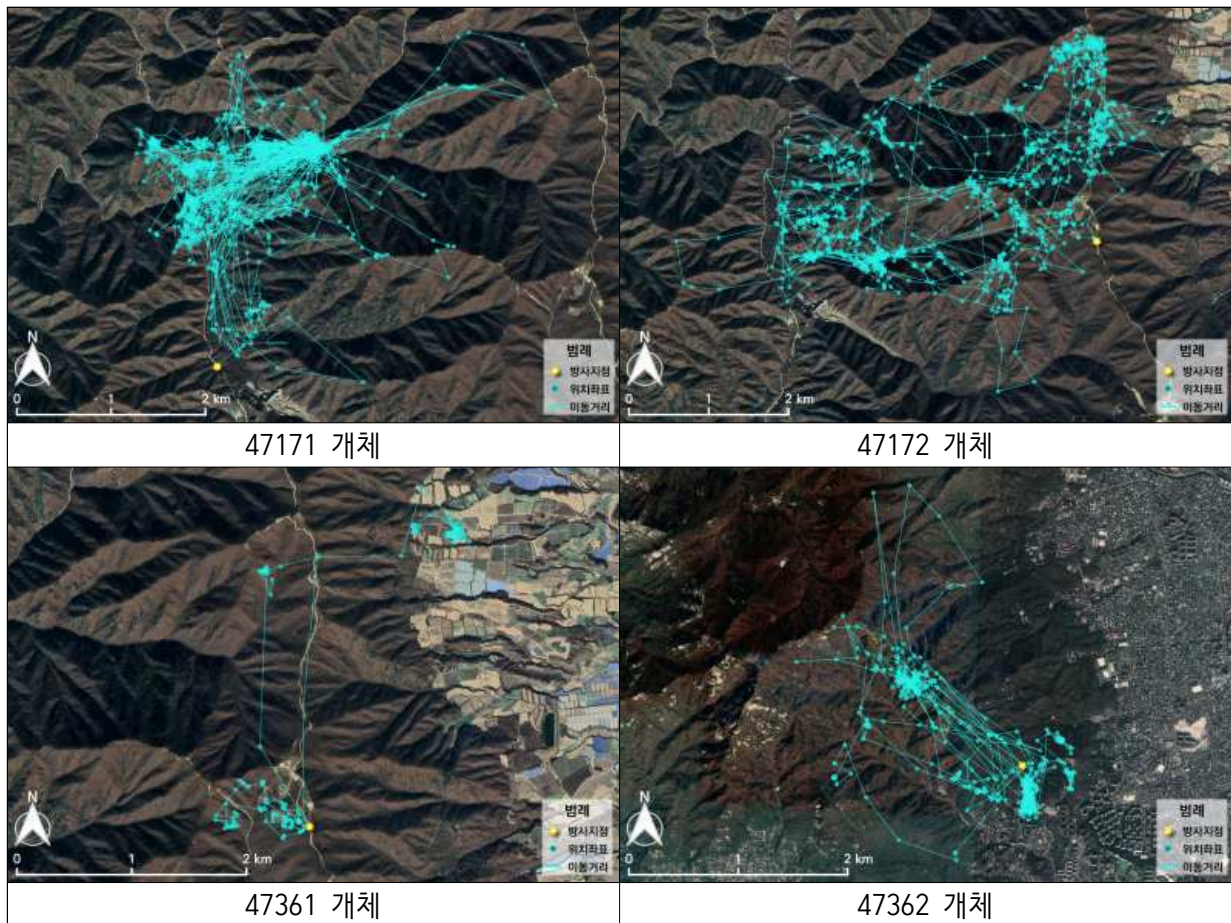 N
범례
방사지점
위치좌표
이동거리
0 1 2 km
47171 개체
N
범례
방사지점
위치좌표
이동거리
0 1 2 km
47172 개체
N
범례
방사지점
위치좌표
이동거리
0 1 2 km
47361 개체
N
범례
방사지점
위치좌표
이동거리
0 1 2 km
47362 개체